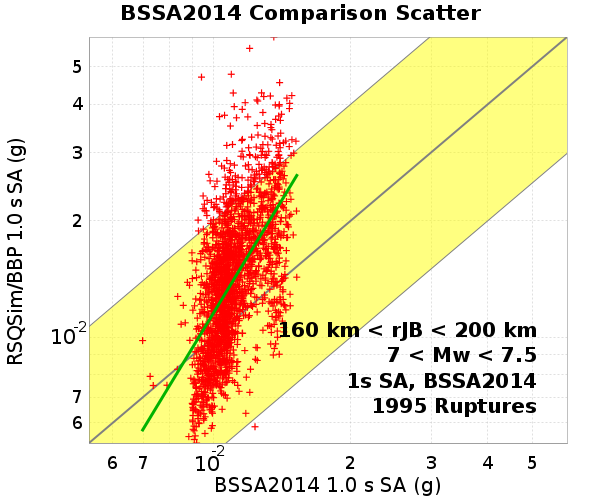 BSSA2014 Comparison Scatter
RSQSim/BBP 1.0 s SA (g)
5
4
3
2
10-2
7
6
160 km < rJB < 200 km
7 < Mw < 7.5
1s SA, BSSA2014
1995 Ruptures
6 7 10-2 2 3 4 5
BSSA2014 1.0 s SA (g)